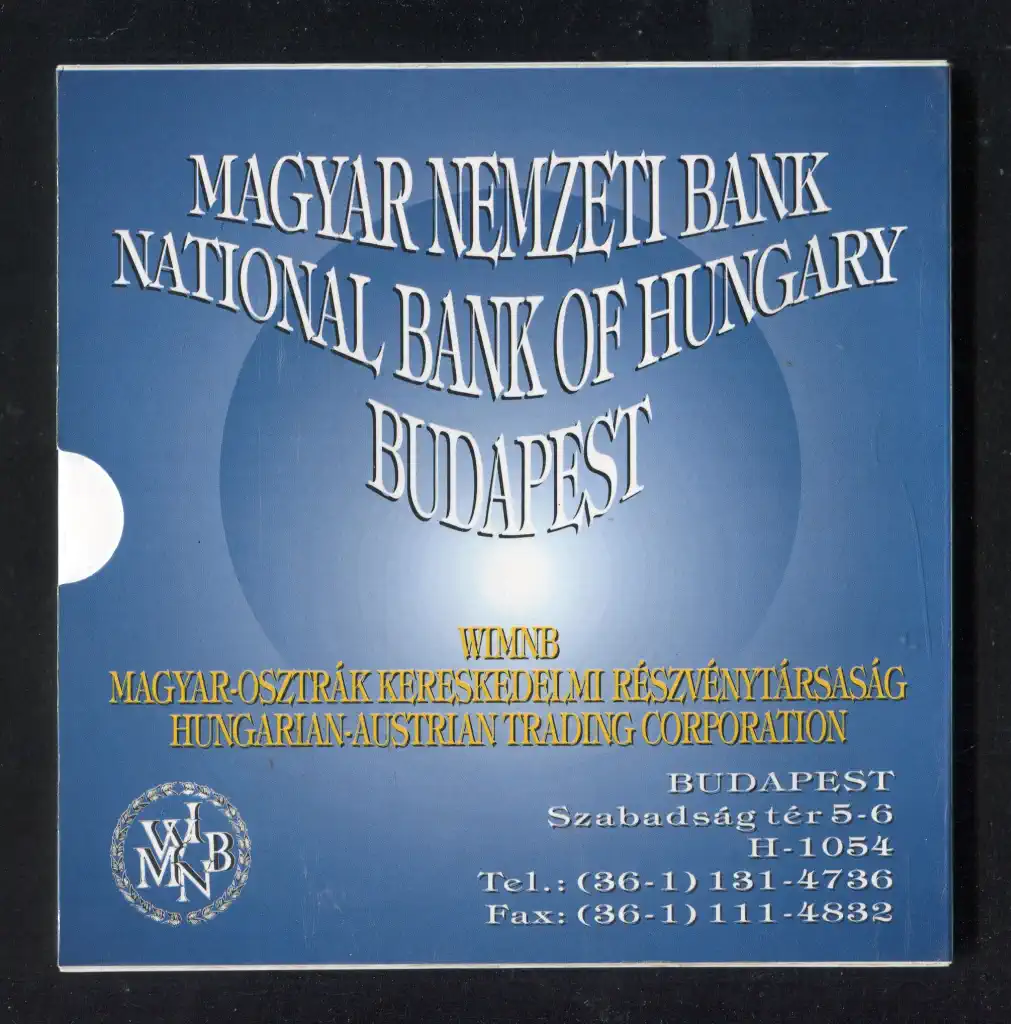 MAGYAR NEMZETI BANK
NATIONAL BANK OF HUNGARY
BUDAPEST
WIMNB
MAGYAR-OSZTRÁK KERESKEDELMI RÉSZVÉNYTÁRSASÁG
HUNGARIAN-AUSTRIAN TRADING CORPORATION
BUDAPEST
Szabadság tér 5-6
H-1054
Tel.: (36-1) 131-4736
Fax: (36-1) 111-4832
WIMNB